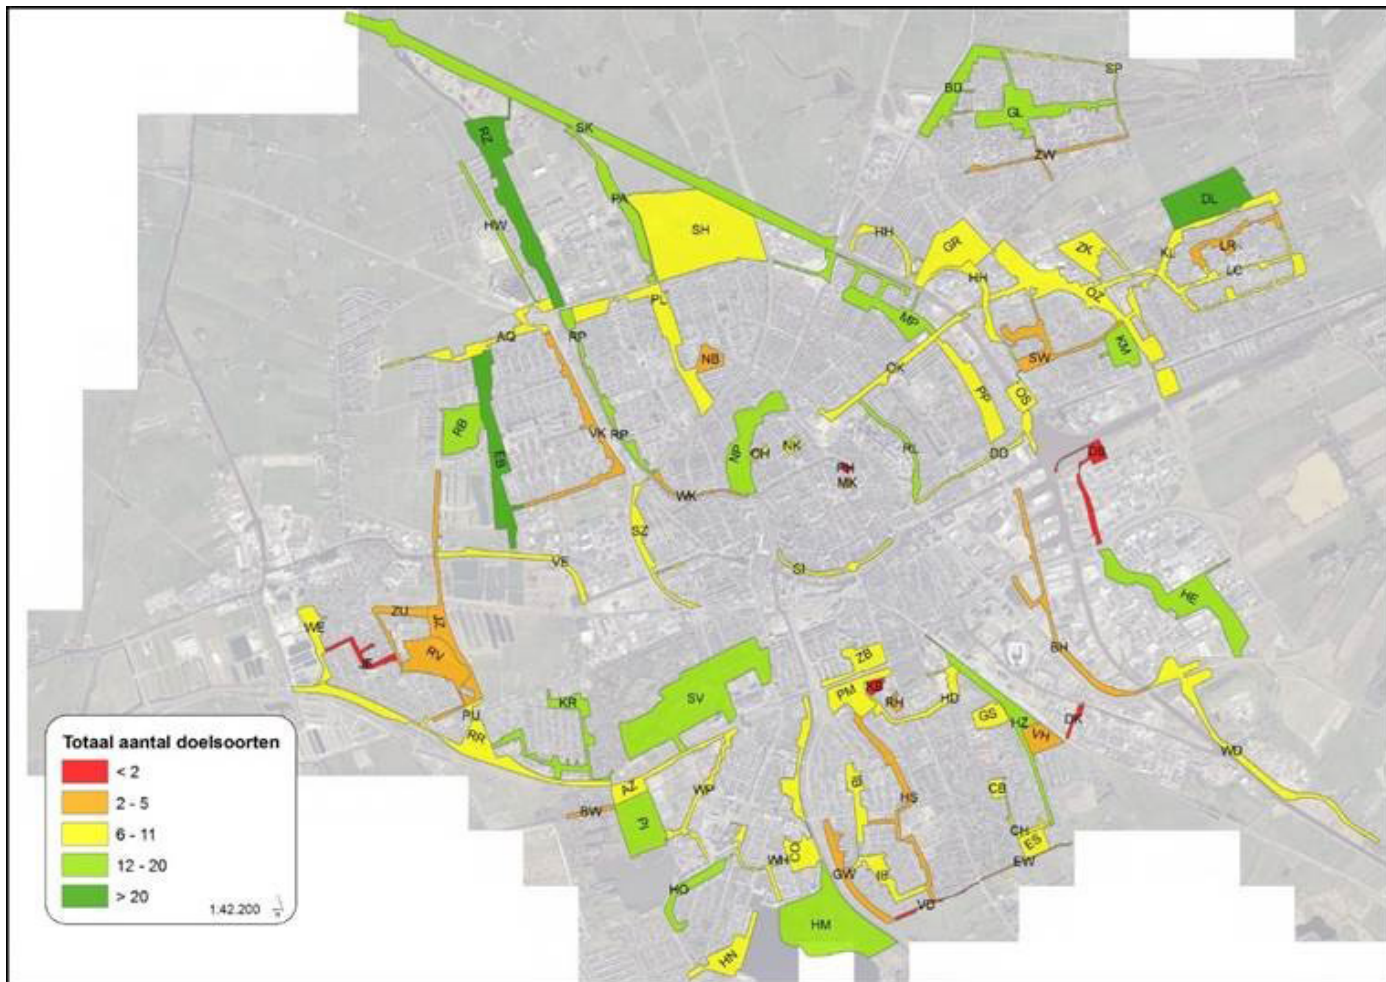 SP
BD
GL
ZW
SK
RZ
PA
DL
HW
SH
HH
GR
ZK
KL
LR
LC
HH
OZ
PL
MP
AQ
RP
NB
OK
SW
KM
PP
OS
RB
VK
RP
NP
OH
NK
RL
DD
EB
MK
WK
SZ
SI
VE
HE
ZU
JZ
WE
RV
BH
ZB
SV
PM
KR
RH
HD
GS
HZ
VH
DK
PU
RR
WD
AZ
WP
BW
HS
CB
CH
ES
EW
WH
GW
HO
VD
HM
HN
Totaal aantal doelsoorten
< 2
2 - 5
6 - 11
12 - 20
> 20
1:42.200